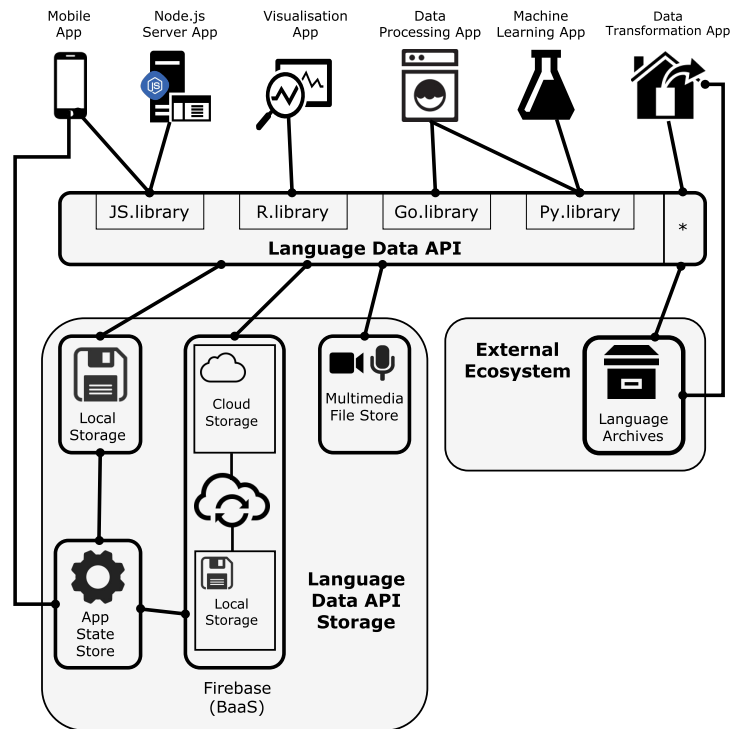 Mobile
App
Node.js
Server App
Visualisation
App
Data
Processing App
Machine
Learning App
Data
Transformation App
JS
JS.library
R.library
Go.library
Py.library
*
Language Data API
Local
Storage
Cloud
Storage
Multimedia
File Store
External
Ecosystem
Language
Archives
App
State
Store
Local
Storage
Language
Data API
Storage
Firebase
(BaaS)